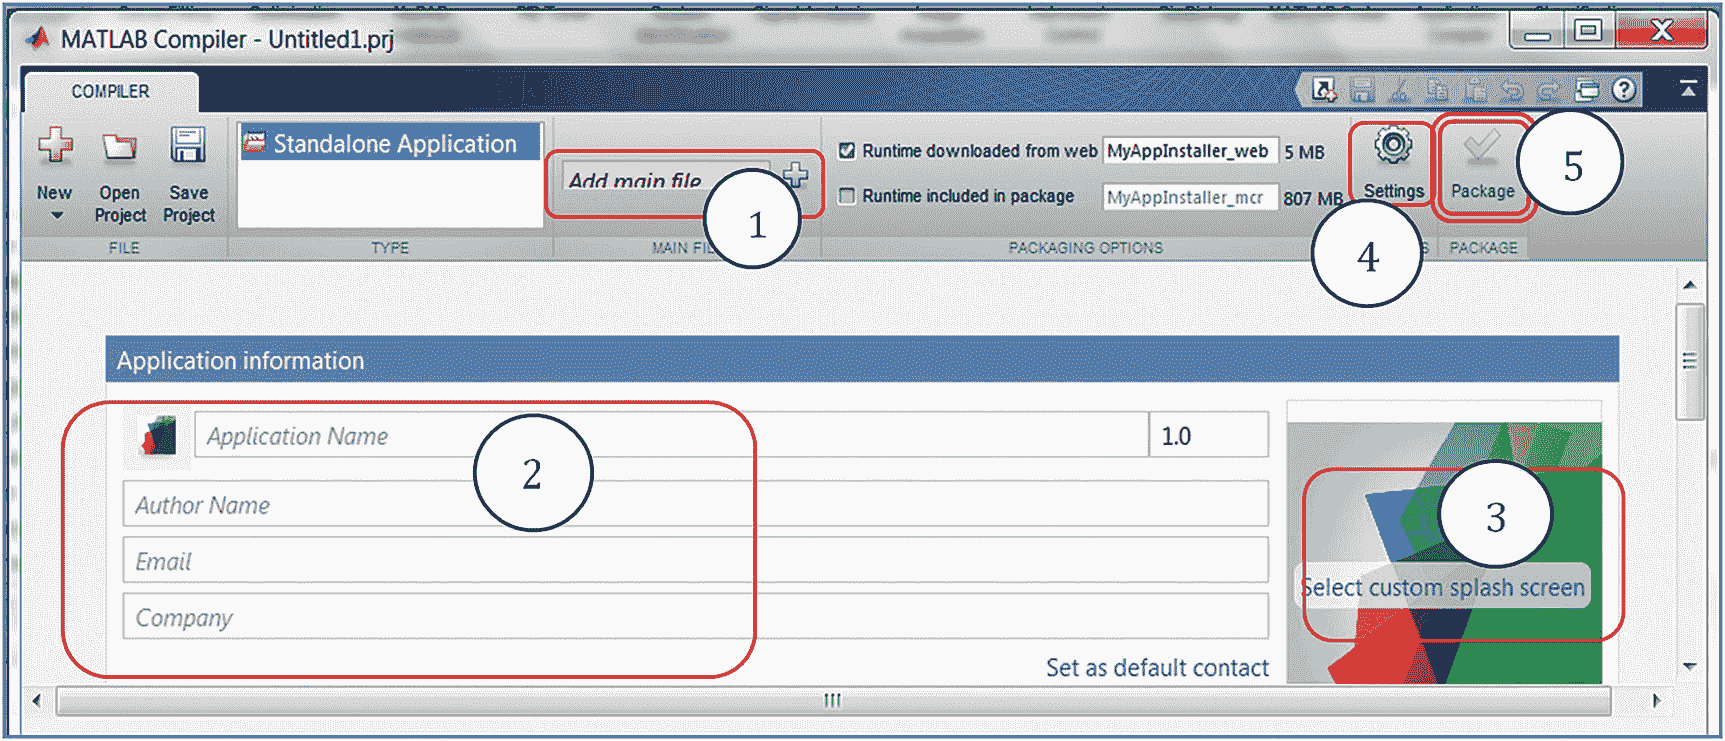 MATLAB Compiler - Untitled1.prj
COMPILER
New
Open Project
Save Project
FILE
Standalone Application
TYPE
Add main file
1
MAIN
Runtime downloaded from web MyAppInstaller_web 5 MB
Runtime included in package MyAppInstaller_mcr 807 MB
PACKAGING OPTIONS
Settings
4
Package
5
PACKAGE
Application information
Application Name
1.0
2
Author Name
Email
Company
Set as default contact
3
Select custom splash screen